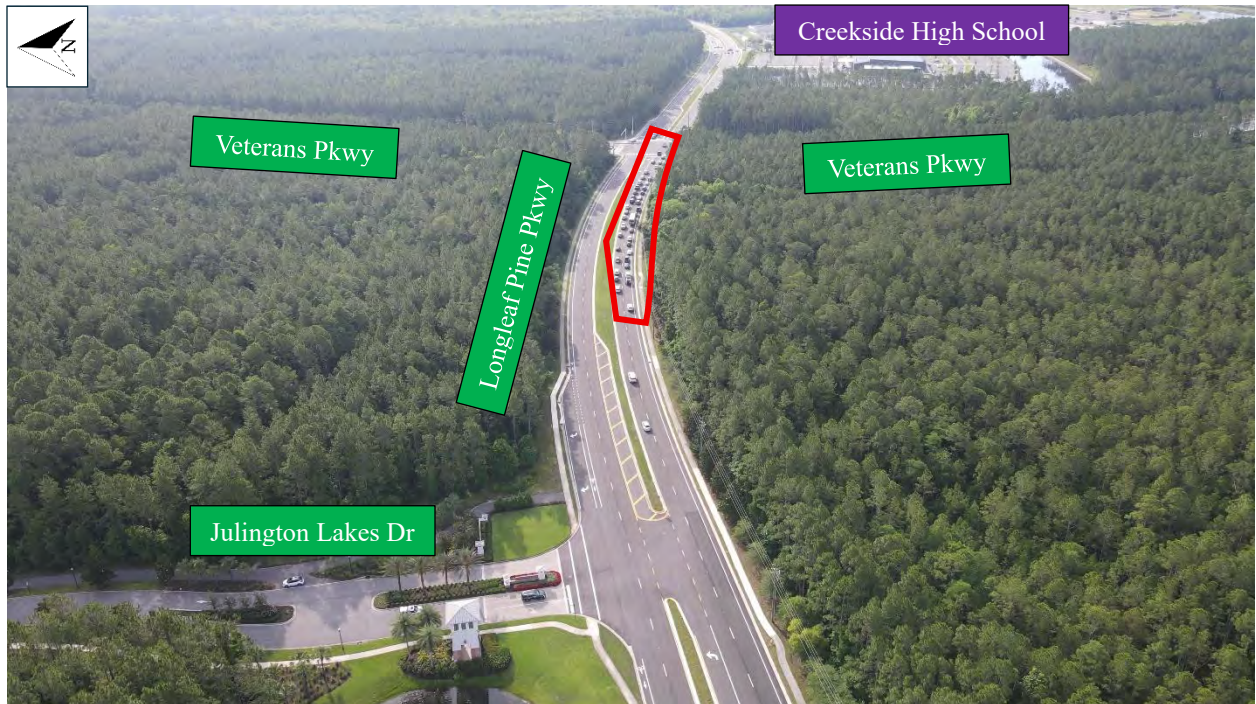 N
Creekside High School
Veterans Pkwy
Longleaf Pine Pkwy
Veterans Pkwy
Julington Lakes Dr